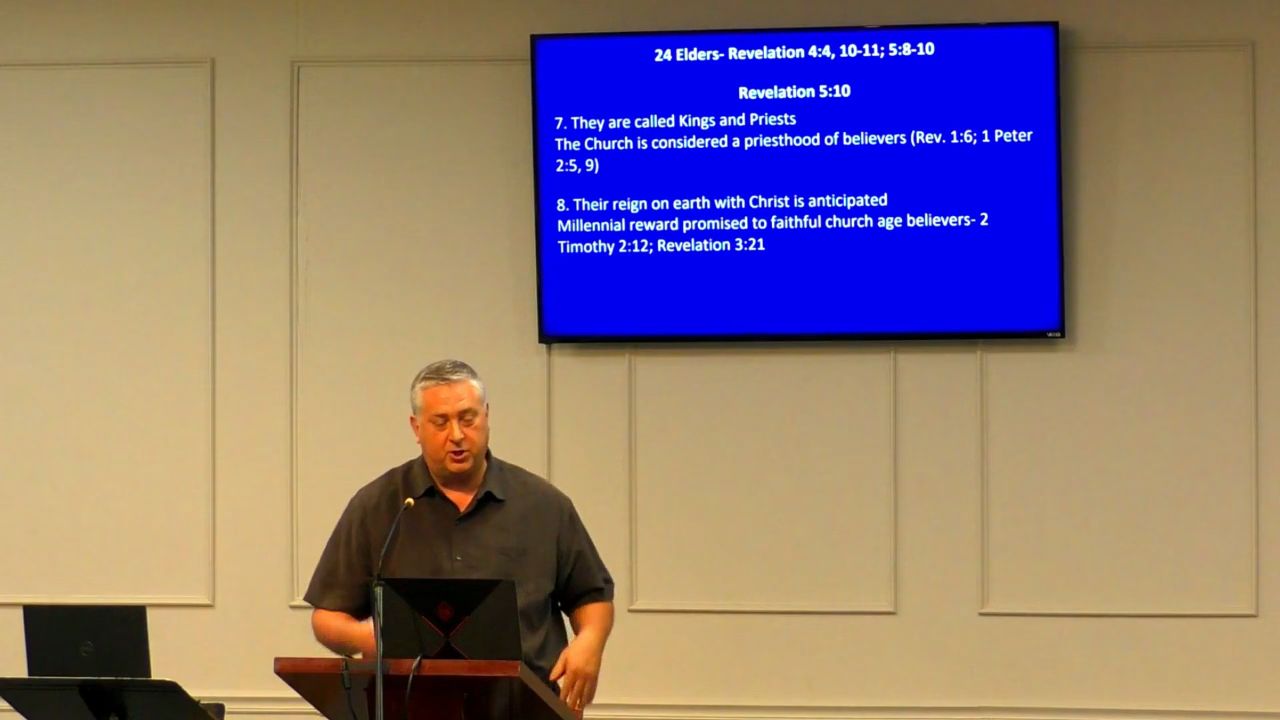 24 Elders- Revelation 4:4, 10-11; 5:8-10
Revelation 5:10
7. They are called Kings and Priests
The Church is considered a priesthood of believers (Rev. 1:6; 1 Peter
2:5, 9)
8. Their reign on earth with Christ is anticipated
Millennial reward promised to faithful church age believers- 2
Timothy 2:12; Revelation 3:21